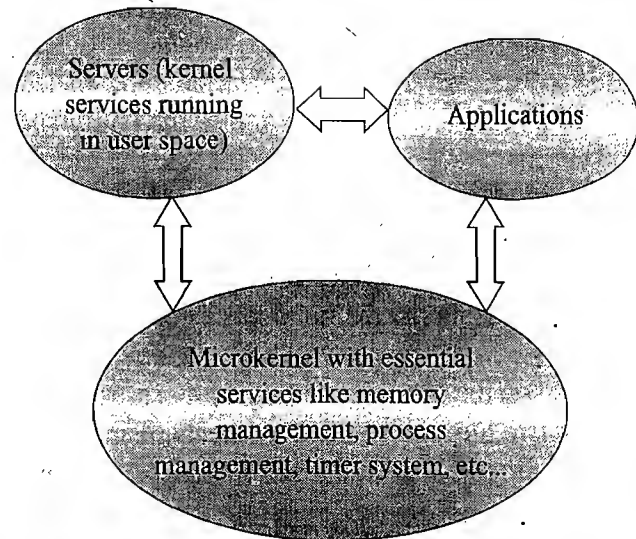 Servers (kernel
services running
in user space)
Applications
Microkernel with essential
services like memory
management, process
management, timer system, etc...